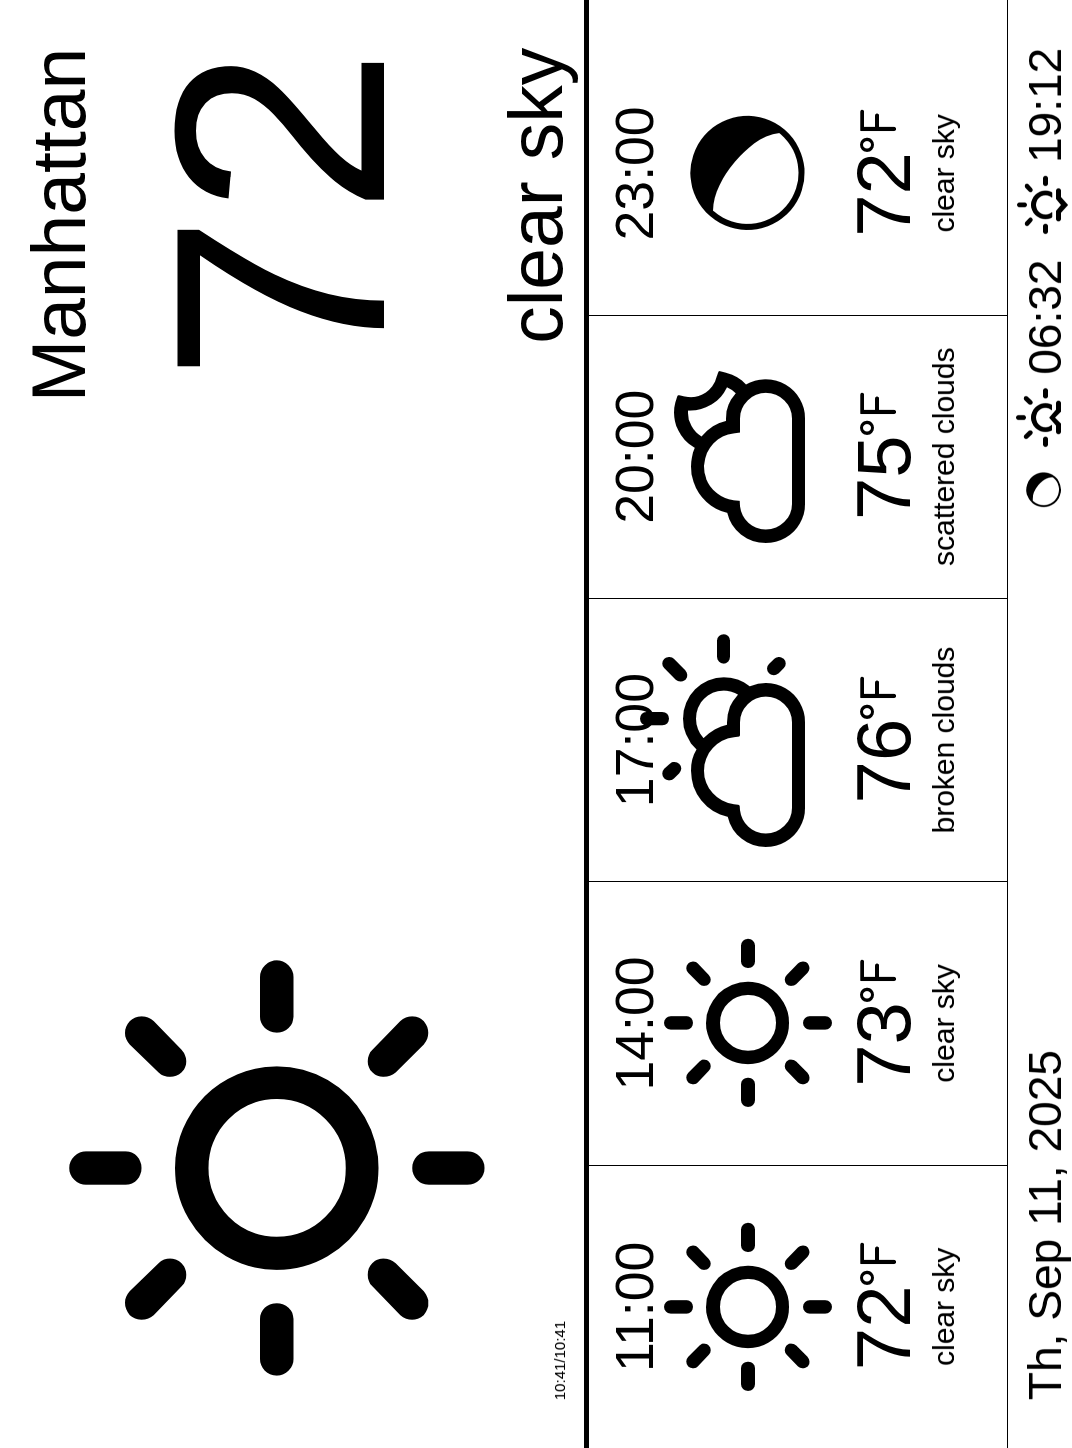 Manhattan
72
clear sky
10:41/10:41
11:00
72°F
clear sky
14:00
73°F
clear sky
17:00
76°F
broken clouds
20:00
75°F
scattered clouds
23:00
72°F
clear sky
Th, Sep 11, 2025
06:32
19:12